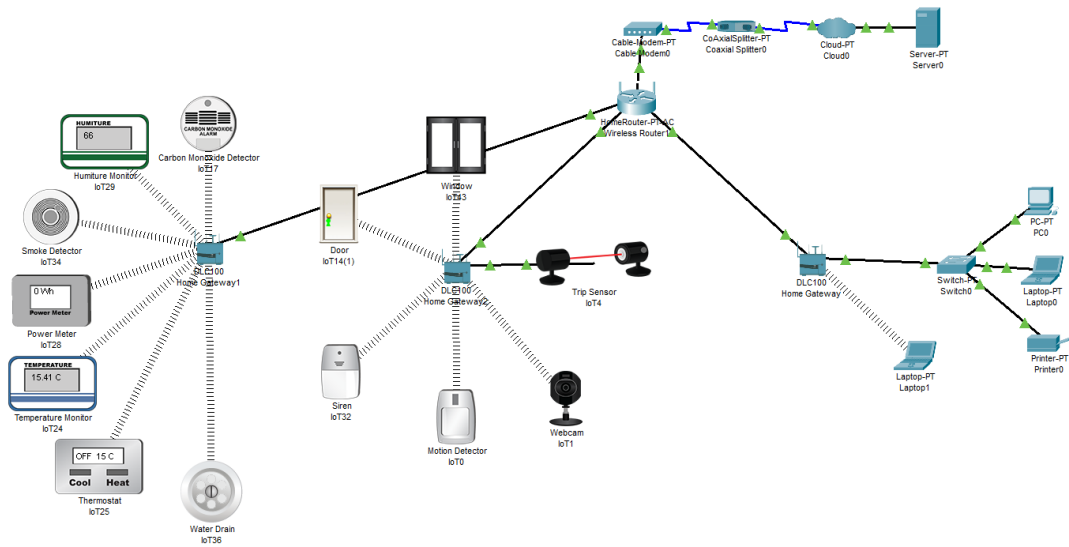 Cable-Modem-PT
Cable Modem0
CoAxialSplitter-PT
Coaxial Splitter0
Cloud-PT
Cloud0
Server-PT
Server0
HomeRouter-PT-AC
Wireless Router1
HUMITURE
66
Humiture Monitor
IoT29
CARBON MONOXIDE
ALARM
Carbon Monoxide Detector
IoT17
Window
IoT43
Smoke Detector
IoT34
Door
IoT14(1)
DLC100
Home Gateway1
DLC100
Home Gateway2
Trip Sensor
IoT4
DLC100
Home Gateway
Switch-PT
Switch0
PC-PT
PC0
Laptop-PT
Laptop0
Printer-PT
Printer0
Laptop-PT
Laptop1
0 Wh
Power Meter
Power Meter
IoT28
TEMPERATURE
15.41 C
Temperature Monitor
IoT24
OFF 15 C
Cool Heat
Thermostat
IoT25
Water Drain
IoT36
Siren
IoT32
Motion Detector
IoT0
Webcam
IoT1